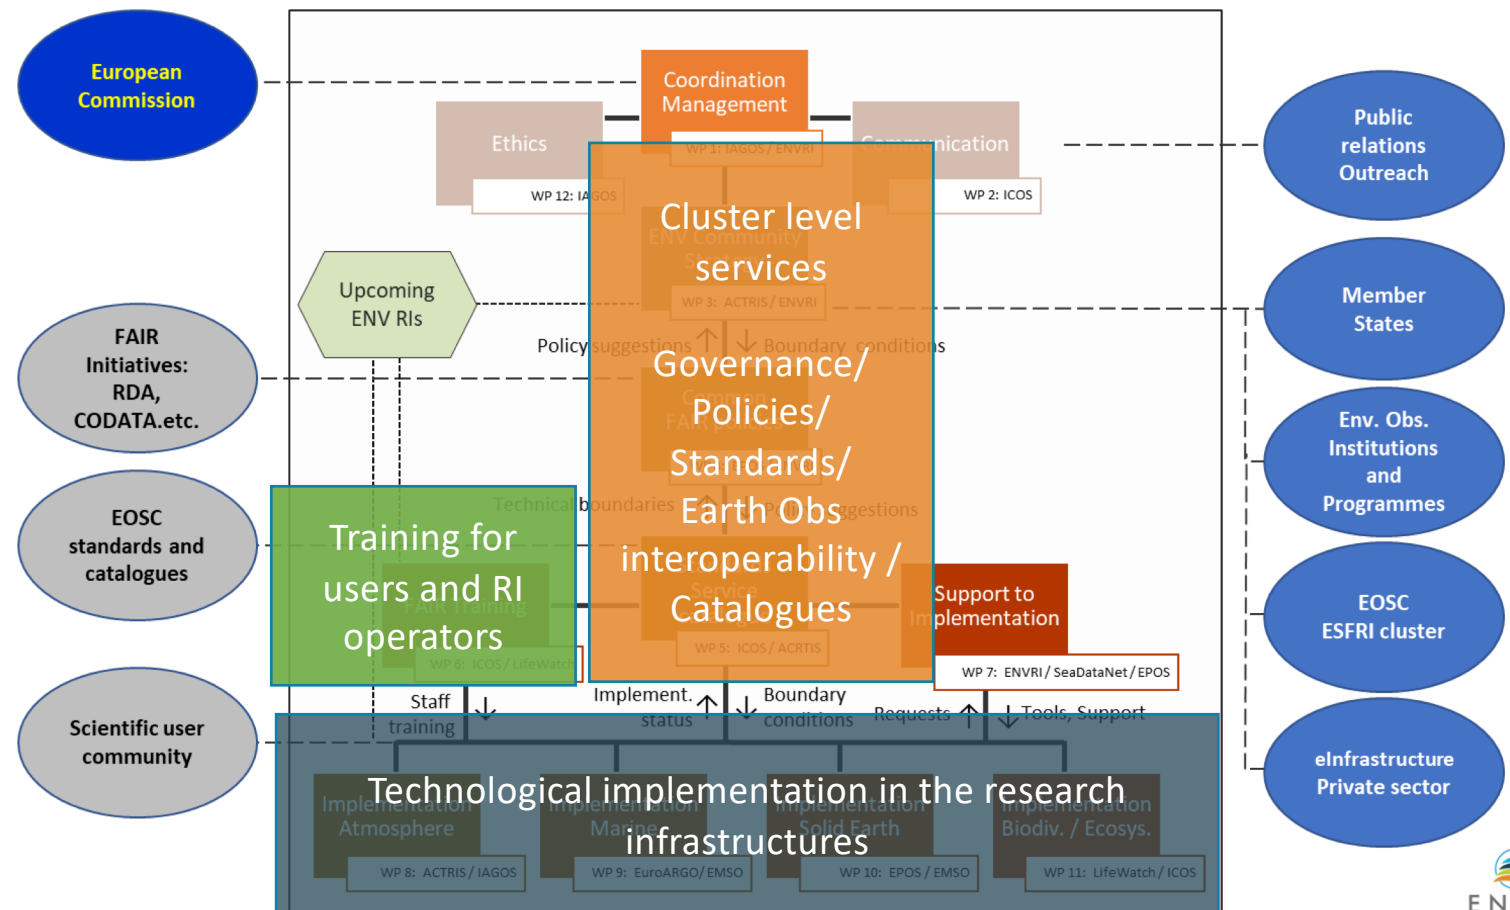 European
Commission
Coordination
Management
WP 1: IAGOS / ENVRI
Ethics
WP 12: IAGOS
Communication
WP 2: ICOS
Public
relations
Outreach
Cluster level
services
ENV Community
Strategy
WP 3: ACTRIS / ENVRI
Upcoming
ENV RIs
Member
States
Policy suggestions
Boundary conditions
FAIR
Initiatives:
RDA,
CODATA.etc.
Governance/
Policies/
Standards/
Earth Obs
interoperability /
Catalogues
Common
FAIR policies
Env. Obs.
Institutions
and
Programmes
Technical boundaries
Policy suggestions
EOSC
standards and
catalogues
Training for
users and RI
operators
FAIR Training
WP 6: ICOS / LifeWatch
Service
WP 5: ICOS / ACRTIS
Support to
Implementation
WP 7: ENVRI / SeaDataNet / EPOS
EOSC
ESFRI cluster
Staff
training
Implement.
status
Boundary
conditions
Requests
Tools, Support
Scientific user
community
eInfrastructure
Private sector
Technological implementation in the research
infrastructures
Implementation
Atmosphere
WP 8: ACTRIS / IAGOS
Implementation
Marine
WP 9: EuroARGO/ EMSO
Implementation
Solid Earth
WP 10: EPOS / EMSO
Implementation
Biodiv. / Ecosys.
WP 11: LifeWatch / ICOS